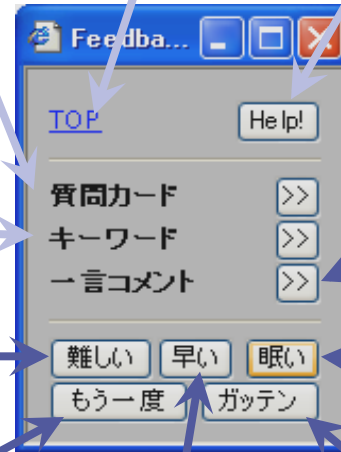 Feedba...
TOP Help!
質問カード >>
キーワード >>
一言コメント >>
難しい 早い 眠い
もう一度 ガッテン